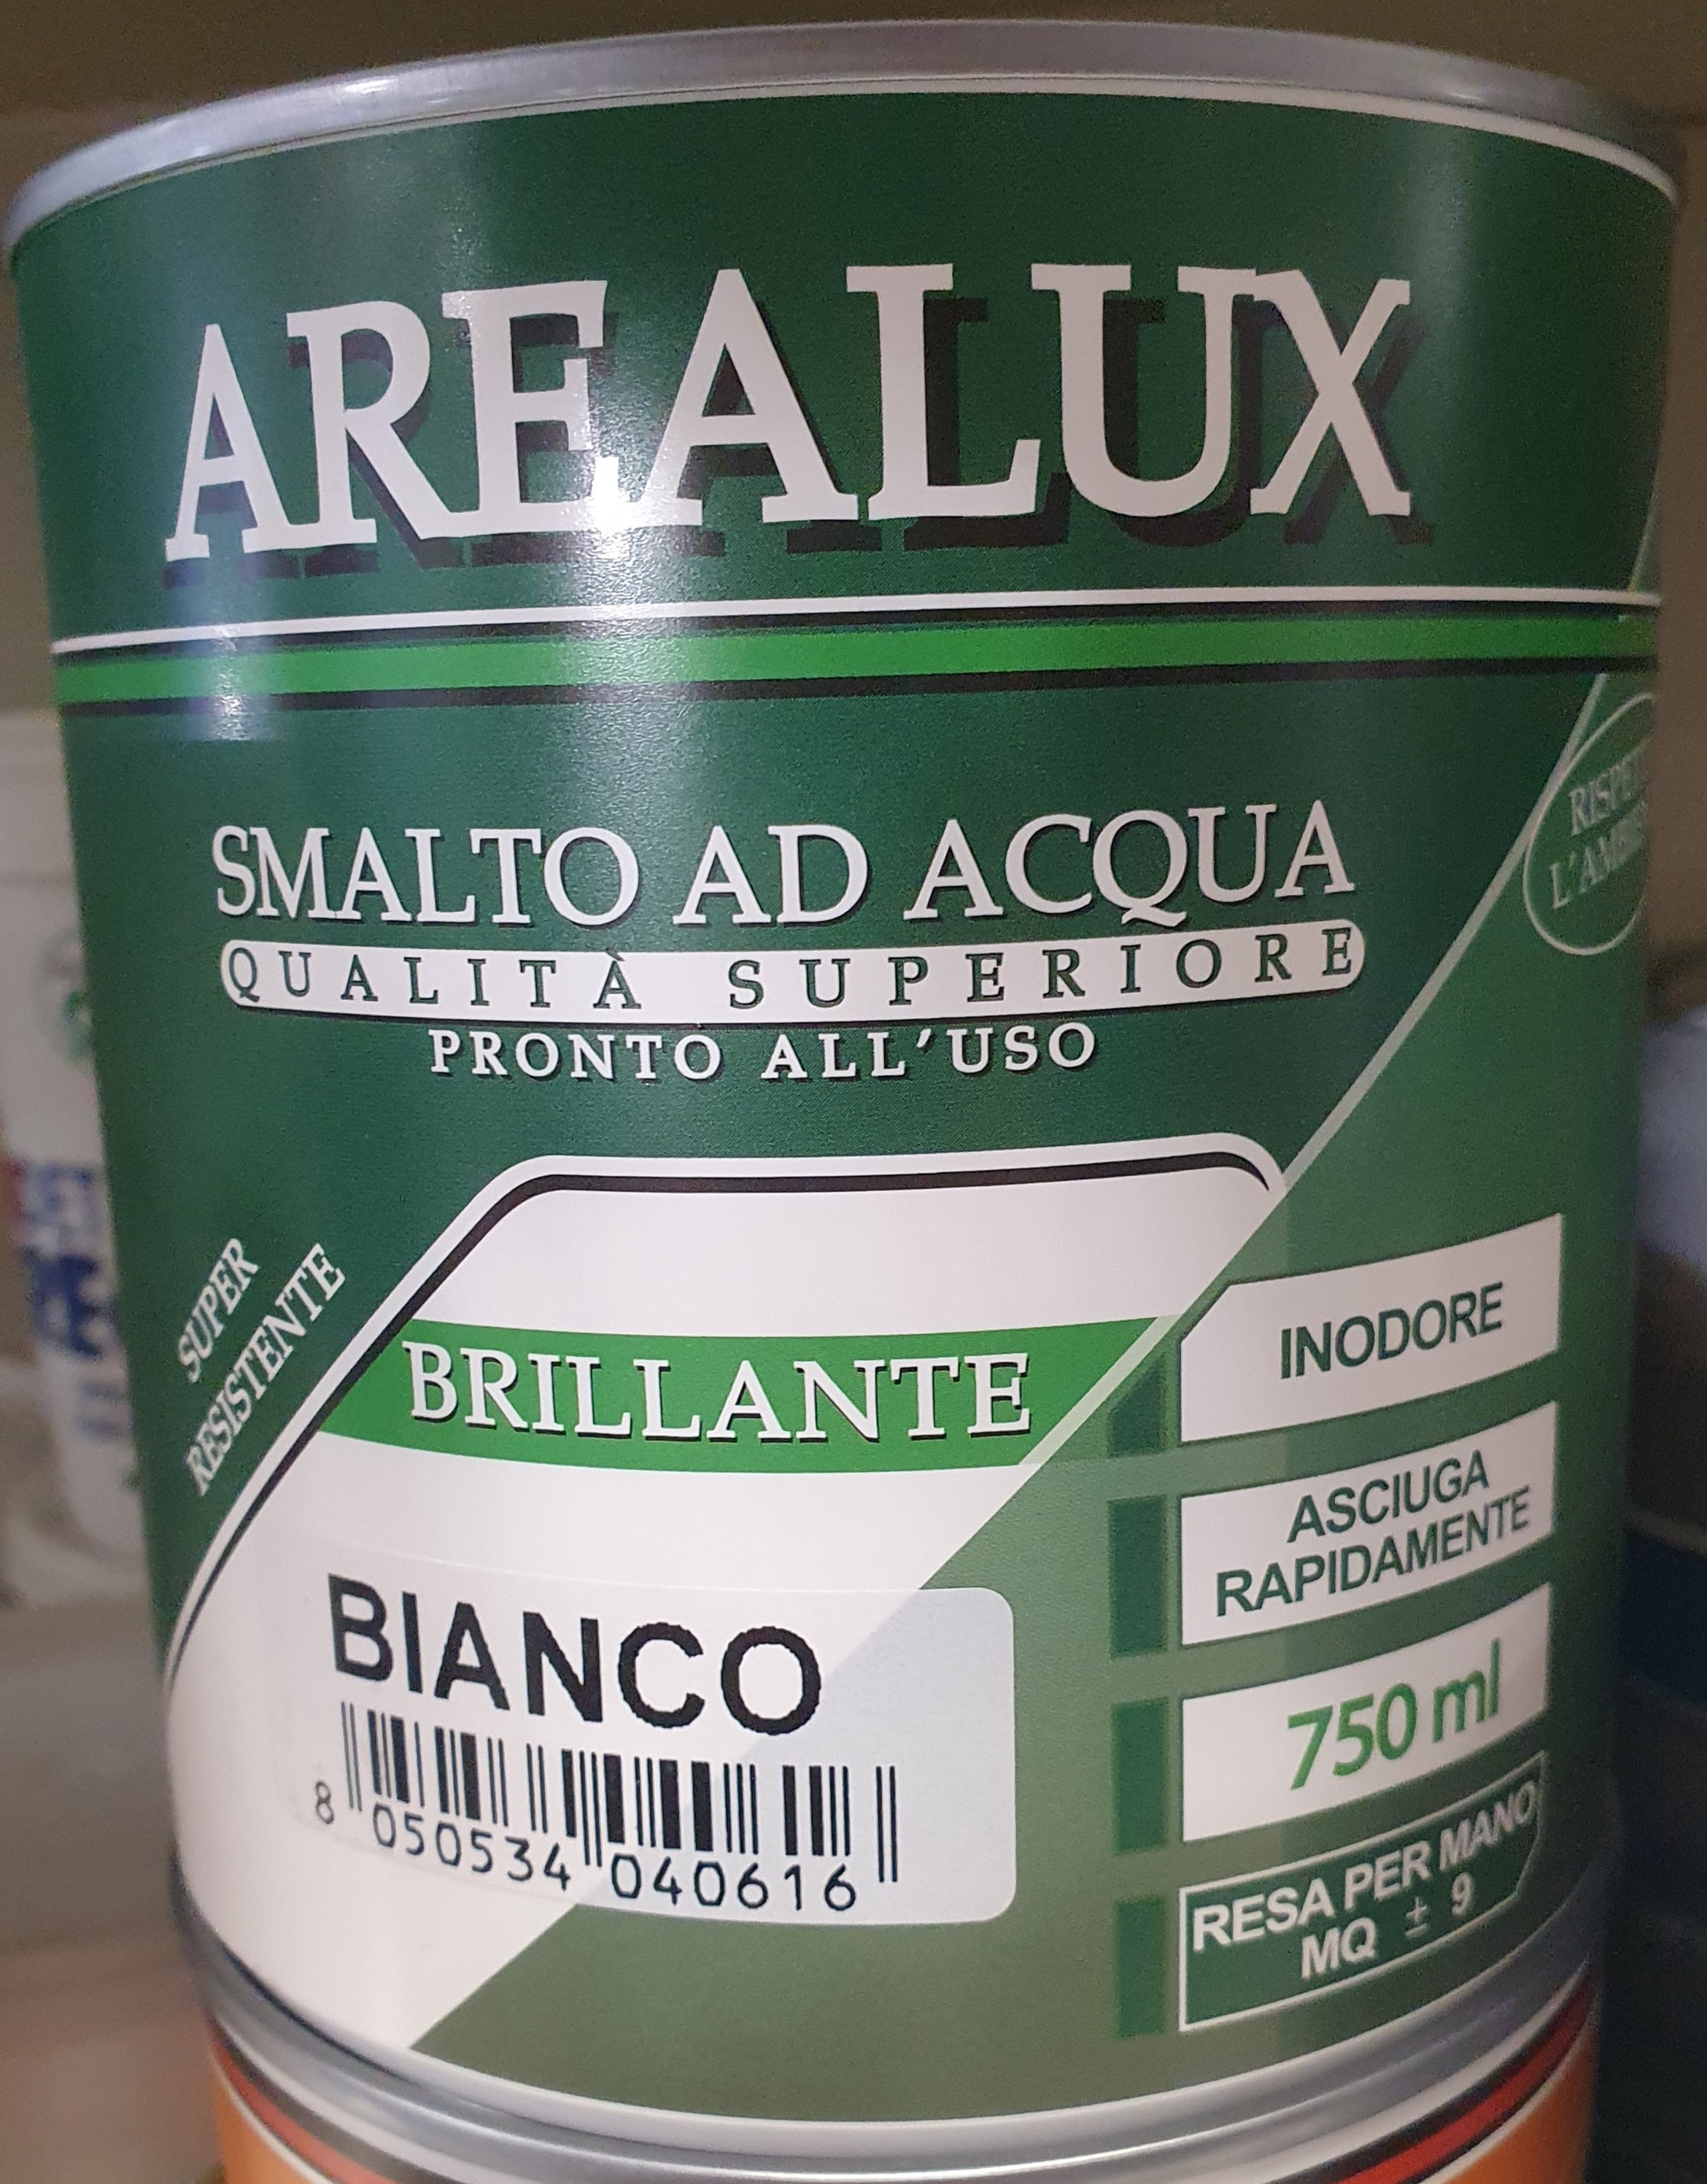 AREALUX
SMALTO AD ACQUA
QUALITÀ SUPERIORE
PRONTO ALL'USO
SUPER
RESISTENTE
BRILLANTE
BIANCO
8 050534 040616
INODORE
ASCIUGA
RAPIDAMENTE
750 ml
RESA PER MANO
MQ ± 9